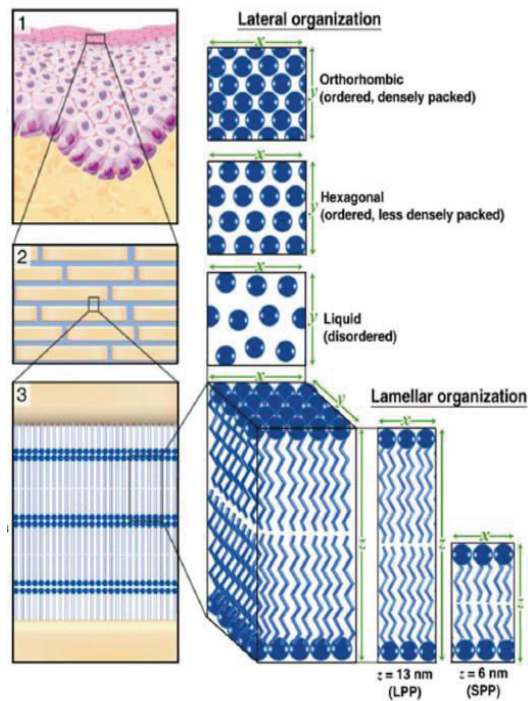 1
Lateral organization
x
y
Orthorhombic
(ordered, densely packed)
x
y
Hexagonal
(ordered, less densely packed)
2
x
y
Liquid
(disordered)
3
x
y
Lamellar organization
x
z
z
x
z
z = 13 nm
(LPP)
z = 6 nm
(SPP)